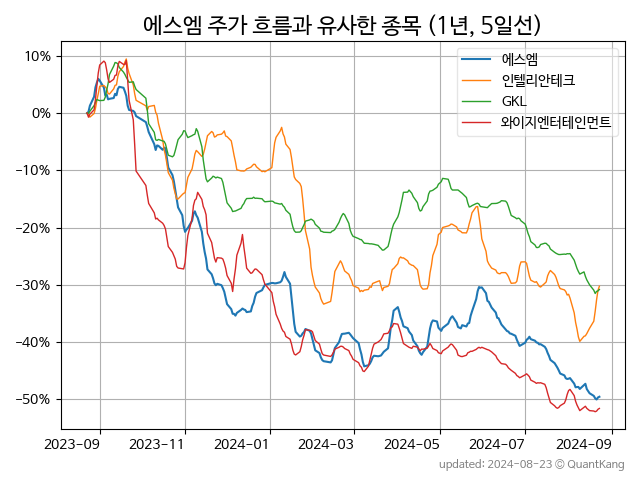 에스엠 주가 흐름과 유사한 종목 (1년, 5일선)
에스엠
인텔리안테크
GKL
와이지엔터테인먼트
10%
0%
−10%
−20%
−30%
−40%
−50%
2023-09
2023-11
2024-01
2024-03
2024-05
2024-07
2024-09
updated: 2024-08-23 © QuantKang